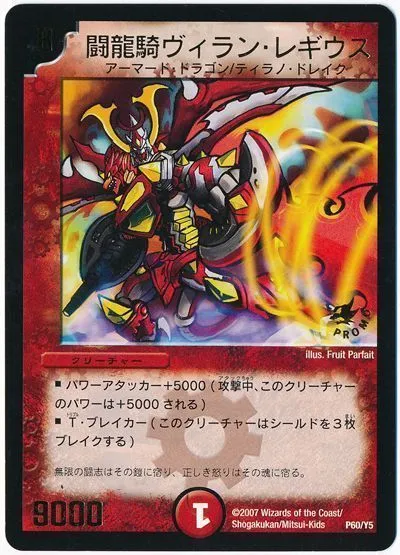 闘龍騎ヴィラン・レギウス
アーマード・ドラゴン/ティラノ・ドレイク
PROMO
illus. Fruit Parfait
クリーチャー
■ パワーアタッカー+5000 (攻撃中、このクリーチャー
のパワーは+5000 される)
■ T・ブレイカー (このクリーチャーはシールドを3枚
ブレイクする)
無限の闘志はその鎧に宿り、正しき怒りはその魂に宿る。
9000
1
©2007 Wizards of the Coast/
Shogakukan/Mitsui-Kids
P60/Y5